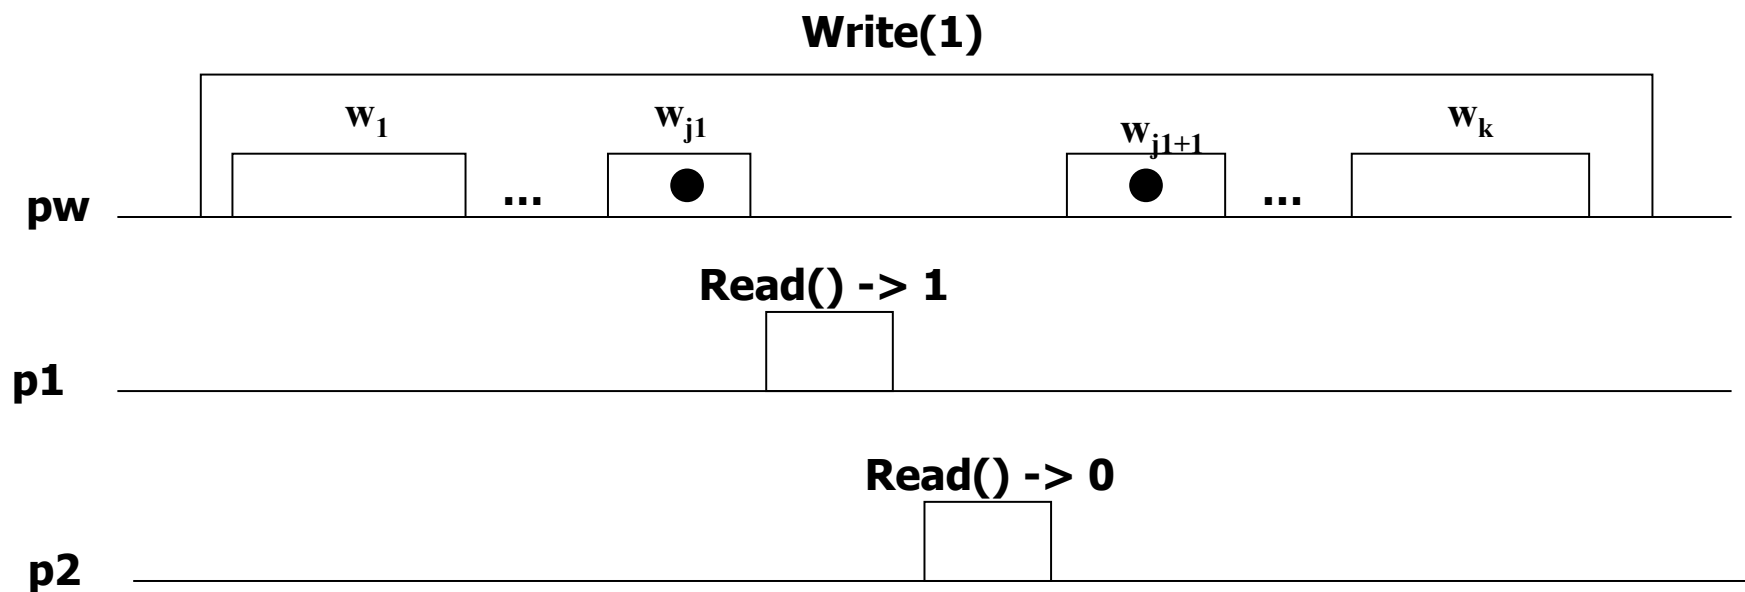 Write(1)
w1 wj1 wj1+1 wk
pw ... ...
Read() -> 1
p1
Read() -> 0
p2